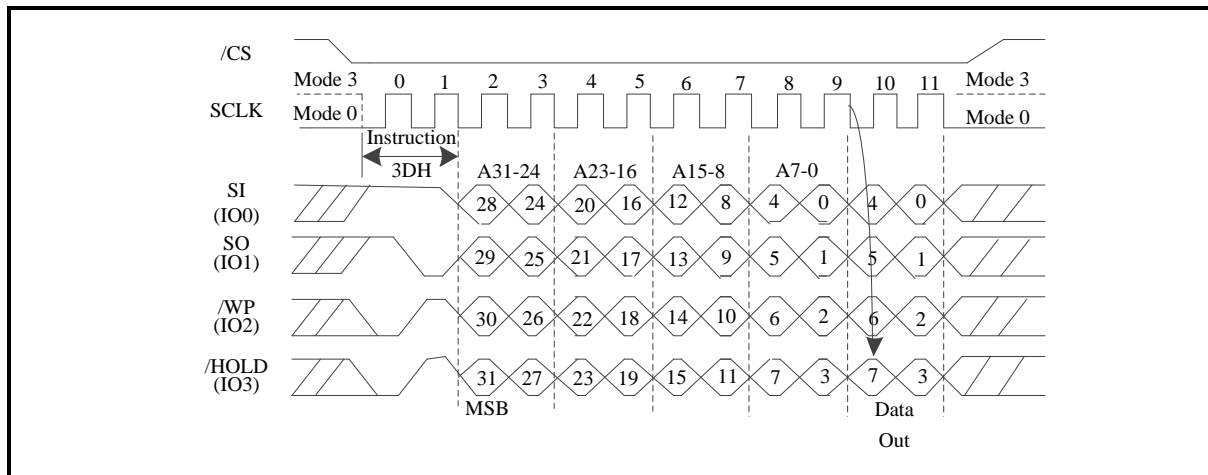 /CS
Mode 3 0 1 2 3 4 5 6 7 8 9 10 11 Mode 3
SCLK
Mode 0 Mode 0
Instruction
3DH A31-24 A23-16 A15-8 A7-0
SI
(IO0) 28 24 20 16 12 8 4 0 4 0
SO
(IO1) 29 25 21 17 13 9 5 1 5 1
/WP
(IO2) 30 26 22 18 14 10 6 2 6 2
/HOLD
(IO3) 31 27 23 19 15 11 7 3 7 3
MSB Data
Out